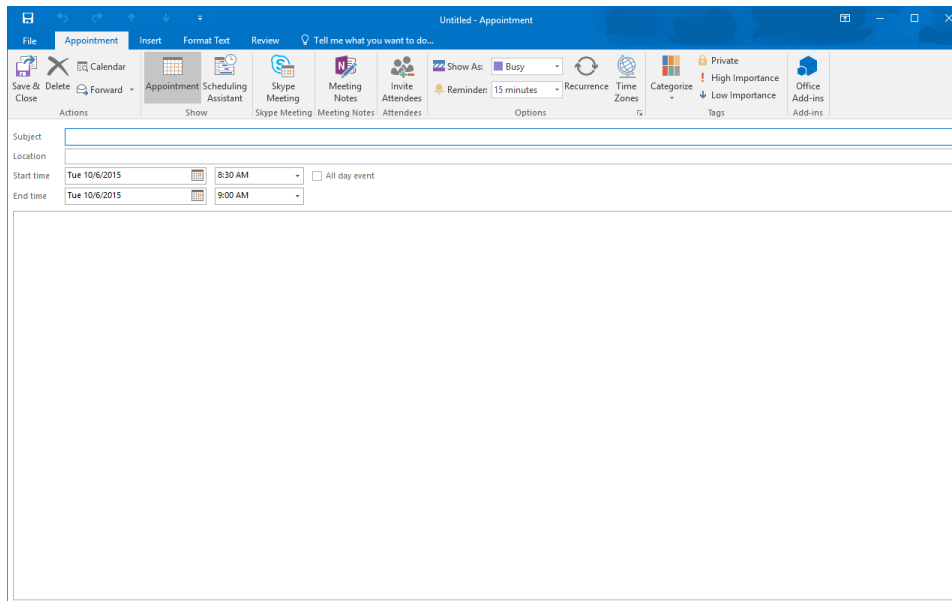 Untitled - Appointment
File Appointment Insert Format Text Review Tell me what you want to do...
Save & Close
Delete
Calendar
Forward
Actions
Appointment
Scheduling Assistant
Show
Skype Meeting
Skype Meeting
Meeting Notes
Meeting Notes
Invite Attendees
Attendees
Show As: Busy
Reminder: 15 minutes
Recurrence
Time Zones
Options
Categorize
Private
High Importance
Low Importance
Tags
Office Add-ins
Add-ins
Subject
Location
Start time Tue 10/6/2015 8:30 AM All day event
End time Tue 10/6/2015 9:00 AM